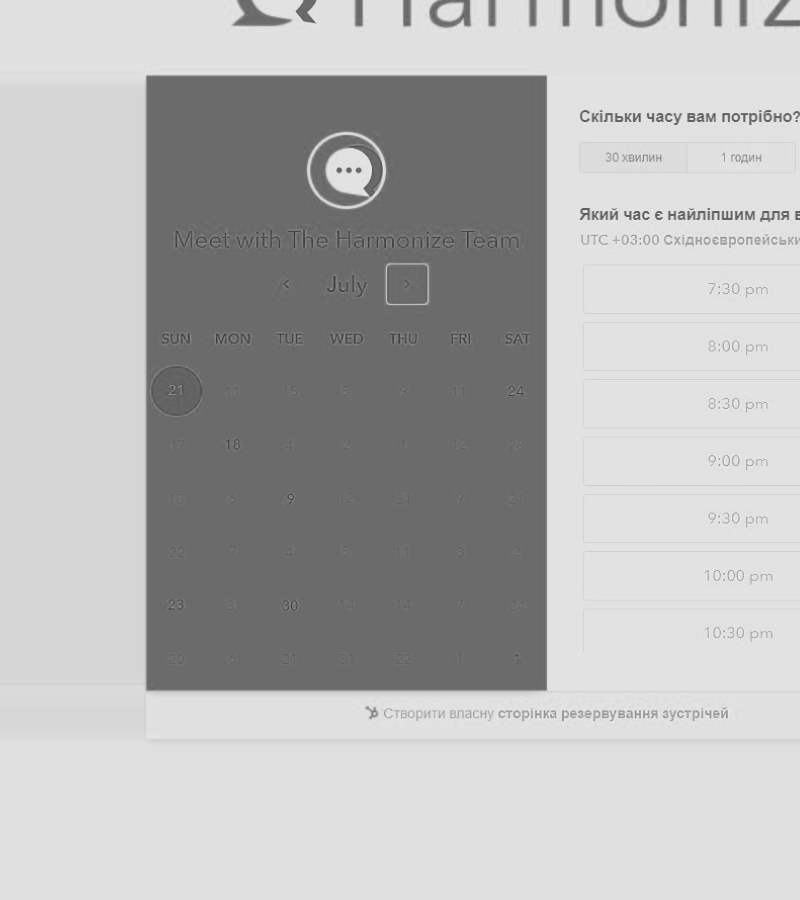 Harmoniz
Meet with The Harmonize Team
July
SUN MON TUE WED THU FRI SAT
21 11 15 5 9 11 24
17 18 4 2 1 12
9 12 31 9
22 7 4 5 11 3 2
23 31 30 14 14 7 24
20 6 21 31 22 1 1
Скільки часу вам потрібно?
30 хвилин 1 годин
Який час є найліпшим для в
UTC +03:00 Східноєвропейськи
7:30 pm
8:00 pm
8:30 pm
9:00 pm
9:30 pm
10:00 pm
10:30 pm
Створити власну сторінка резервування зустрічей